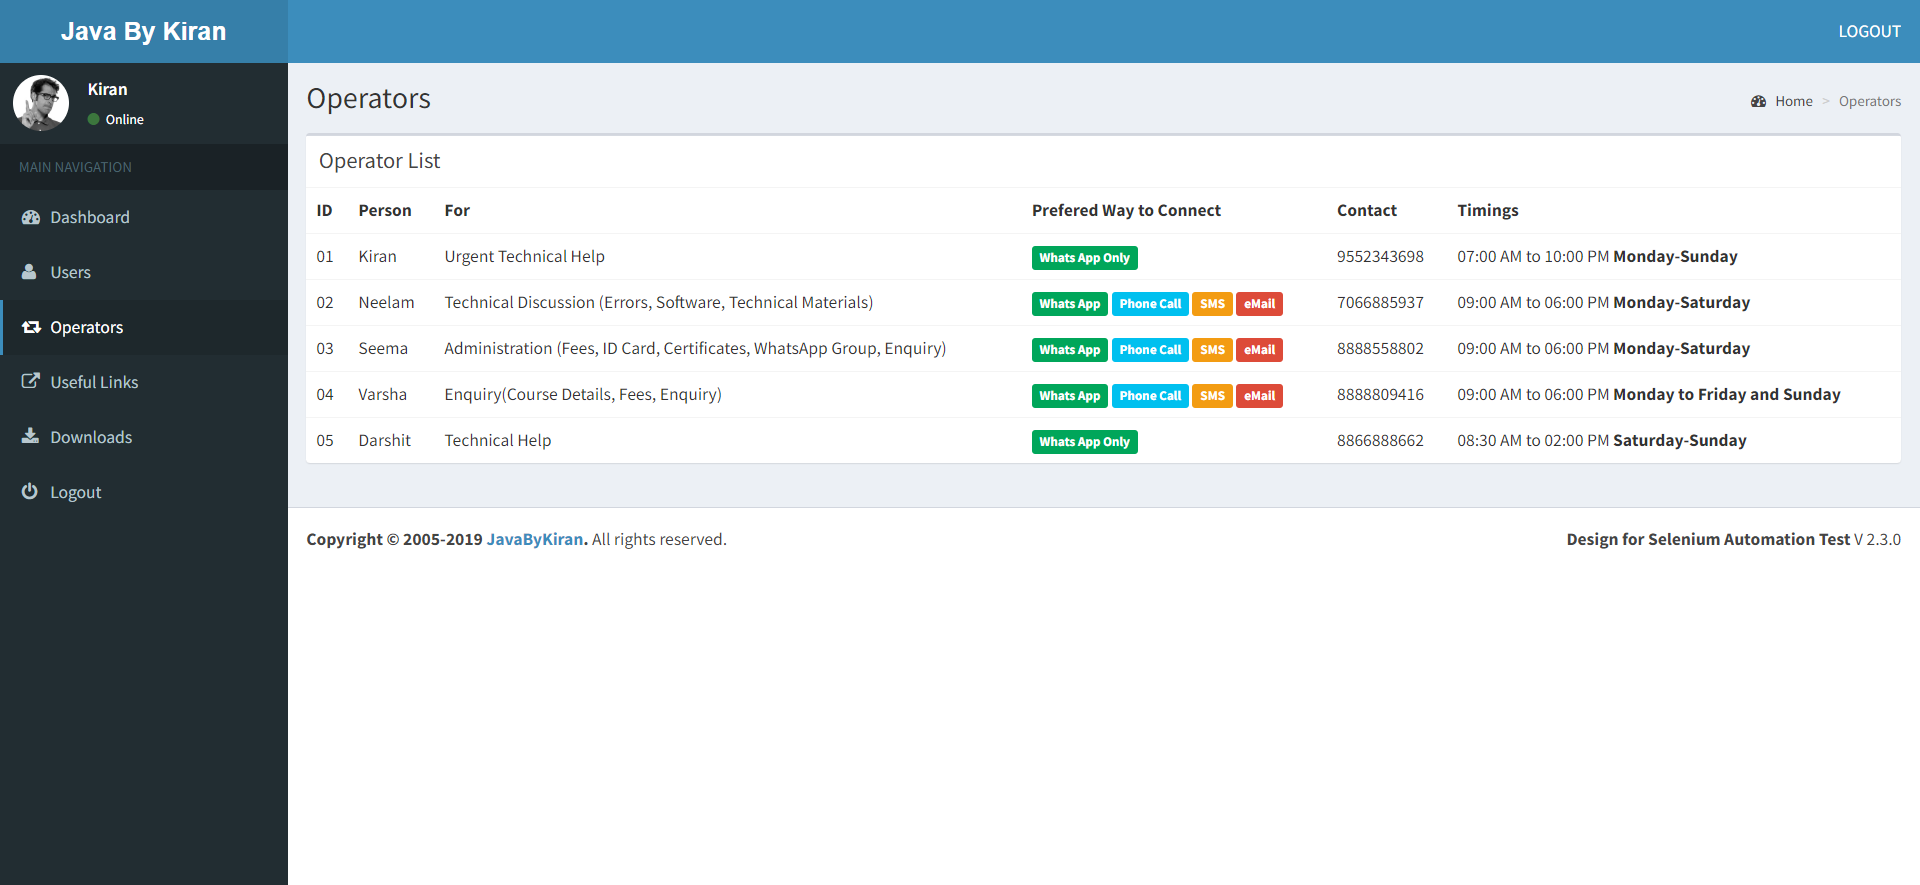 Java By Kiran
LOGOUT
Kiran
Online
MAIN NAVIGATION
Dashboard
Users
Operators
Useful Links
Downloads
Logout
Operators
Home > Operators
Operator List
ID Person For Prefered Way to Connect Contact Timings
01 Kiran Urgent Technical Help Whats App Only 9552343698 07:00 AM to 10:00 PM Monday-Sunday
02 Neelam Technical Discussion (Errors, Software, Technical Materials) Whats App Phone Call SMS eMail 7066885937 09:00 AM to 06:00 PM Monday-Saturday
03 Seema Administration (Fees, ID Card, Certificates, WhatsApp Group, Enquiry) Whats App Phone Call SMS eMail 8888558802 09:00 AM to 06:00 PM Monday-Saturday
04 Varsha Enquiry(Course Details, Fees, Enquiry) Whats App Phone Call SMS eMail 8888809416 09:00 AM to 06:00 PM Monday to Friday and Sunday
05 Darshit Technical Help Whats App Only 8866888662 08:30 AM to 02:00 PM Saturday-Sunday
Copyright © 2005-2019 JavaByKiran. All rights reserved.
Design for Selenium Automation Test V 2.3.0